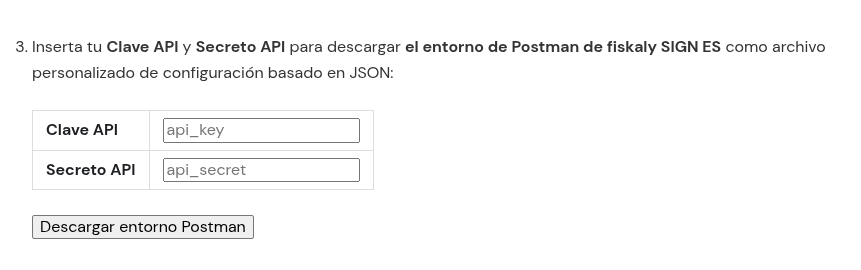 3. Inserta tu Clave API y Secreto API para descargar el entorno de Postman de fiskaly SIGN ES como archivo
personalizado de configuración basado en JSON:
Clave API api_key
Secreto API api_secret
Descargar entorno Postman